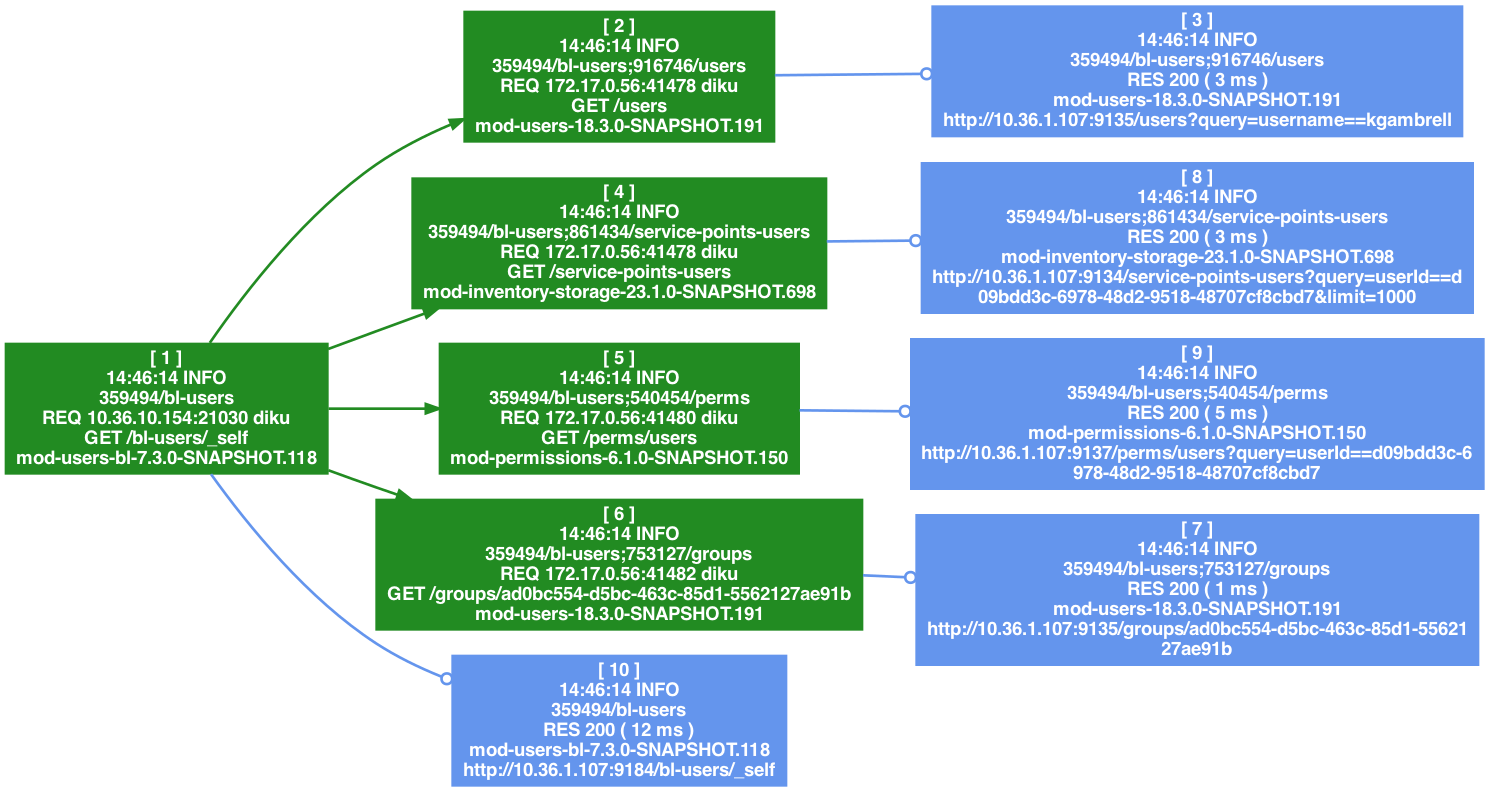 [ 1 ]
14:46:14 INFO
359494/bl-users
REQ 10.36.10.154:21030 diku
GET /bl-users/_self
mod-users-bl-7.3.0-SNAPSHOT.118
[ 2 ]
14:46:14 INFO
359494/bl-users;916746/users
REQ 172.17.0.56:41478 diku
GET /users
mod-users-18.3.0-SNAPSHOT.191
[ 3 ]
14:46:14 INFO
359494/bl-users;916746/users
RES 200 ( 3 ms )
mod-users-18.3.0-SNAPSHOT.191
http://10.36.1.107:9135/users?query=username==kgambrell
[ 4 ]
14:46:14 INFO
359494/bl-users;861434/service-points-users
REQ 172.17.0.56:41478 diku
GET /service-points-users
mod-inventory-storage-23.1.0-SNAPSHOT.698
[ 8 ]
14:46:14 INFO
359494/bl-users;861434/service-points-users
RES 200 ( 3 ms )
mod-inventory-storage-23.1.0-SNAPSHOT.698
http://10.36.1.107:9134/service-points-users?query=userId==d
09bdd3c-6978-48d2-9518-48707cf8cbd7&limit=1000
[ 5 ]
14:46:14 INFO
359494/bl-users;540454/perms
REQ 172.17.0.56:41480 diku
GET /perms/users
mod-permissions-6.1.0-SNAPSHOT.150
[ 9 ]
14:46:14 INFO
359494/bl-users;540454/perms
RES 200 ( 5 ms )
mod-permissions-6.1.0-SNAPSHOT.150
http://10.36.1.107:9137/perms/users?query=userId==d09bdd3c-6
978-48d2-9518-48707cf8cbd7
[ 6 ]
14:46:14 INFO
359494/bl-users;753127/groups
REQ 172.17.0.56:41482 diku
GET /groups/ad0bc554-d5bc-463c-85d1-5562127ae91b
mod-users-18.3.0-SNAPSHOT.191
[ 7 ]
14:46:14 INFO
359494/bl-users;753127/groups
RES 200 ( 1 ms )
mod-users-18.3.0-SNAPSHOT.191
http://10.36.1.107:9135/groups/ad0bc554-d5bc-463c-85d1-55621
27ae91b
[ 10 ]
14:46:14 INFO
359494/bl-users
RES 200 ( 12 ms )
mod-users-bl-7.3.0-SNAPSHOT.118
http://10.36.1.107:9184/bl-users/_self